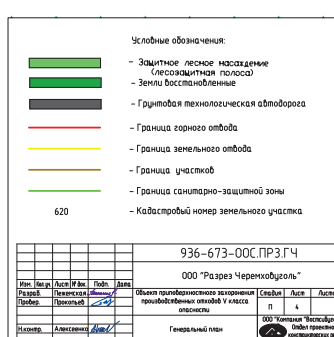 Условные обозначения:
- Защитное лесное насаждение
(лесозащитная полоса)
- Земли восстановленные
- Грунтовая технологическая автодорога
- Граница горного отвода
- Граница земельного отвода
- Граница участков
- Граница санитарно-защитной зоны
620 - Кадастровый номер земельного участка
936-673-ООС.ПР3.ГЧ
ООО "Разрез Черемховуголь"
Изм. Кол.уч. Лист № док. Подп. Дата
Разраб. Пежемская
Провер. Прокопьев
Объект приповерхностного захоронения
производственных отходов V класса
опасности
Стадия Лист
П 4
Н.контр. Алексеенко
Генеральный план
ООО "Компания
Отдел